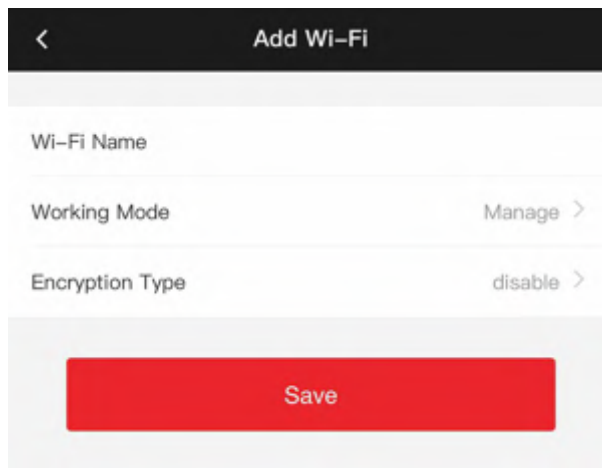 Add Wi-Fi
Wi-Fi Name
Working Mode Manage
Encryption Type disable
Save